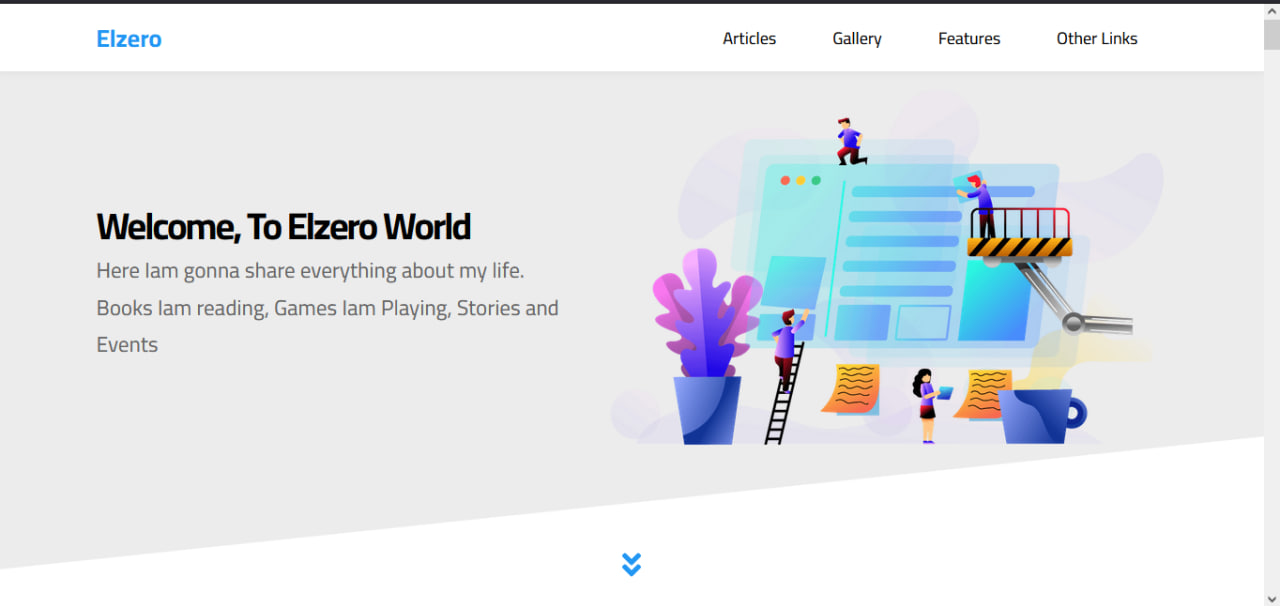 Elzero
Articles
Gallery
Features
Other Links
Welcome, To Elzero World
Here Iam gonna share everything about my life.
Books Iam reading, Games Iam Playing, Stories and
Events